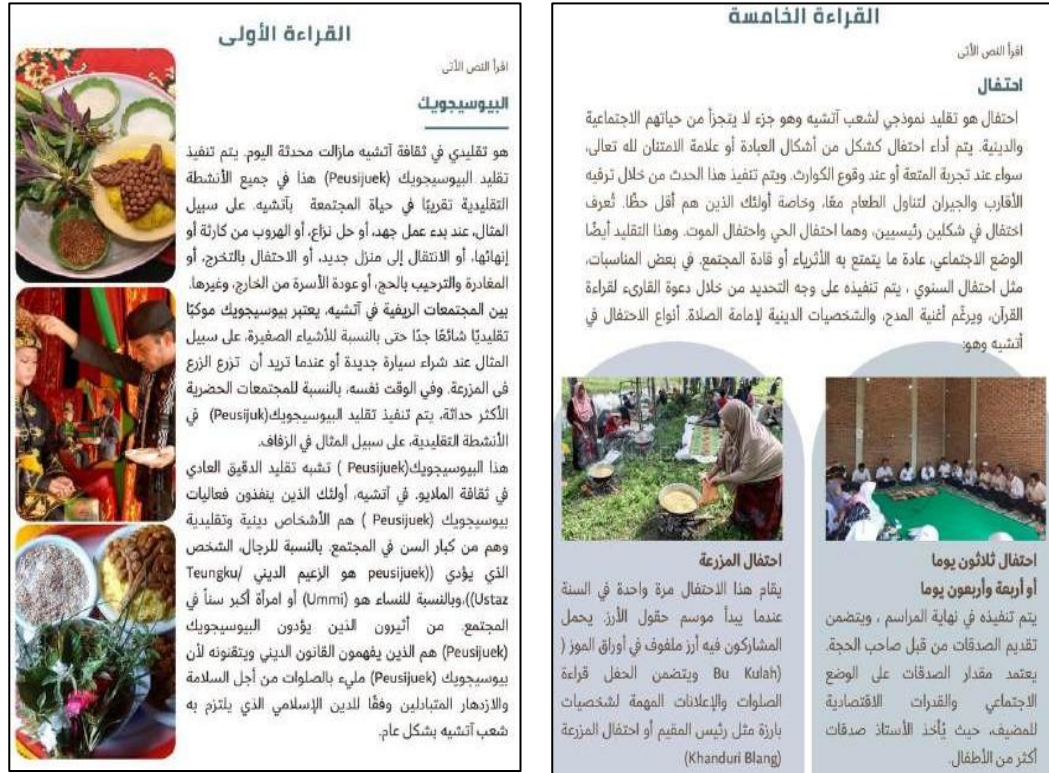 القراءة الأولى
اقرأ النص الأتى
البيوسيجويك
هو تقليدي في ثقافة آتشيه مازالت محدثة اليوم. يتم تنفيذ
تقليد البيوسيجويك (Peusijuek) هذا في جميع الأنشطة
التقليدية تقريبًا في حياة المجتمعة بآتشيه. على سبيل
المثال، عند بدء عمل جهد، أو حل نزاع، أو الهروب من كارثة أو
إنهائها، أو الانتقال إلى منزل جديد، أو الاحتفال بالتخرج، أو
المغادرة والترحيب بالحج، أو عودة الأسرة من الخارج، وغيرها.
بين المجتمعات الريفية في آتشيه، يعتبر بيوسيجويك موكبًا
تقليديًا شائعًا جدًا حتى بالنسبة للأشياء الصغيرة، على سبيل
المثال عند شراء سيارة جديدة أو عندما تريد أن تزرع الزرع
فى المزرعة. وفي الوقت نفسه، بالنسبة للمجتمعات الحضرية
الأكثر حداثة، يتم تنفيذ تقليد البيوسيجويك(Peusijuk) في
الأنشطة التقليدية، على سبيل المثال في الزفاف.
هذا البيوسيجويك(Peusijuek ) تشبه تقليد الدقيق العادي
في ثقافة الملايو. في آتشيه، أولئك الذين ينفذون فعاليات
بيوسيجويك (Peusijuek ) هم الأشخاص دينية وتقليدية
وهم من كبار السن في المجتمع. بالنسبة للرجال، الشخص
الذي يؤدي ((peusijuek هو الزعيم الديني /Teungku
Ustaz))،وبالنسبة للنساء هو (Ummi) أو امرأة أكبر سناً في
المجتمع. من أثيرون الذين يؤدون البيوسيجويك
(Peusijuek) هم الذين يفهمون القانون الديني ويتقنونه لأن
بيوسيجويك (Peusijuek) مليء بالصلوات من أجل السلامة
والازدهار المتبادلين وفقًا للدين الإسلامي الذي يلتزم به
شعب آتشيه بشكل عام.
القراءة الخامسة
اقرأ النص الأتى
احتفال
احتفال هو تقليد نموذجي لشعب آتشيه وهو جزء لا يتجزأ من حياتهم الاجتماعية
والدينية. يتم أداء احتفال كشكل من أشكال العبادة أو علامة الامتنان لله تعالى،
سواء عند تجربة المتعة أو عند وقوع الكوارث. ويتم تنفيذ هذا الحدث من خلال ترقيه
الأقارب والجيران لتناول الطعام معًا، وخاصة أولئك الذين هم أقل حظًا. تُعرف
اختفال في شكلين رئيسيين، وهما احتفال الحي واحتفال الموت. وهذا التقليد أيضًا
الوضع الاجتماعي، عادة ما يتمتع به الأثرياء أو قادة المجتمع. في بعض المناسبات،
مثل احتفال السنوي ، يتم تنفيذه على وجه التحديد من خلال دعوة القارىء لقراءة
القرآن، ويرنَّم أغنية المدح، والشخصيات الدينية لإمامة الصلاة. أنواع الاحتفال في
أتشيه وهو:
احتفال ثلاثون يوما
أو أربعة وأربعون يوما
يتم تنفيذه في نهاية المراسم ، ويتضمن
تقديم الصدقات من قبل صاحب الحجة.
يعتمد مقدار الصدقات على الوضع
الاجتماعي والقدرات الاقتصادية
للمضيف، حيث يُأخذ الأستاذ صدقات
أكثر من الأطفال.
احتفال المزرعة
يقام هذا الاحتفال مرة واحدة في السنة
عندما يبدأ موسم حقول الأرز. يحمل
المشاركون فيه أرز ملفوف في أوراق الموز (
Bu Kulah) ويتضمن الحفل قراءة
الصلوات والإعلانات المهمة لشخصيات
بارزة مثل رئيس المقيم أو احتفال المزرعة
(Khanduri Blang)